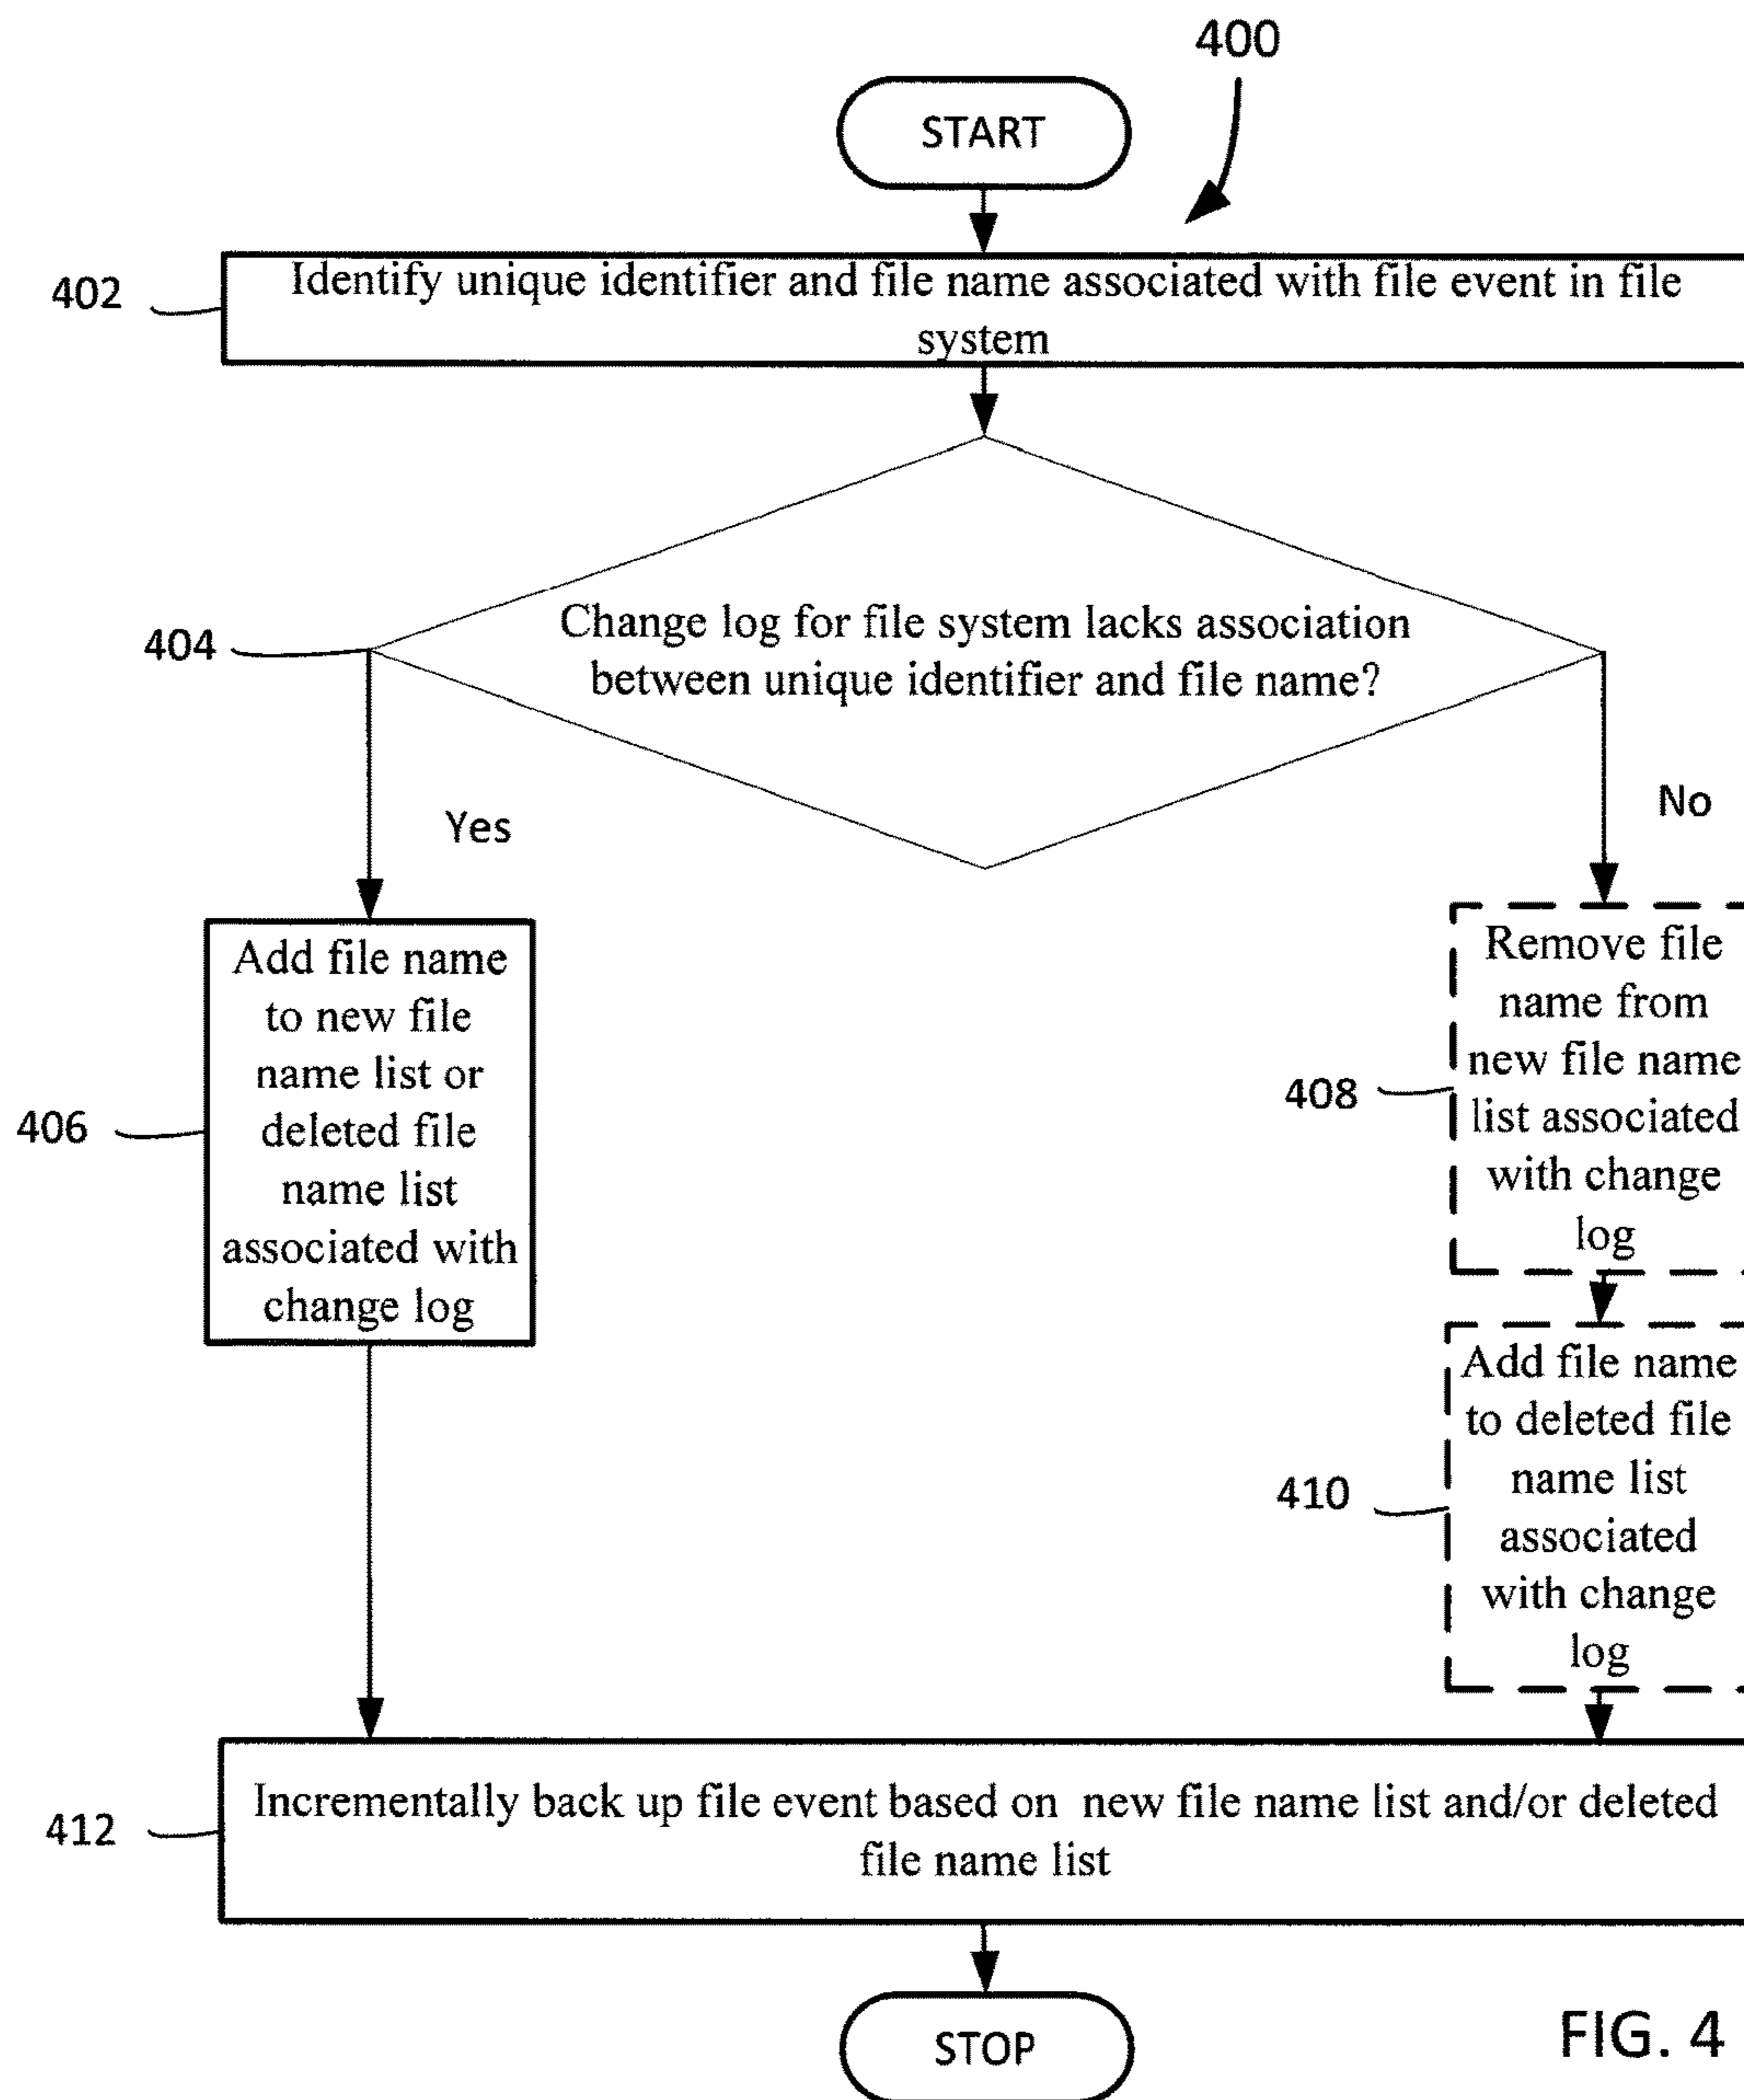 400
START
402
Identify unique identifier and file name associated with file event in file
system
404
Change log for file system lacks association
between unique identifier and file name?
Yes
No
406
Add file name
to new file
name list or
deleted file
name list
associated with
change log
408
Remove file
name from
new file name
list associated
with change
log
410
Add file name
to deleted file
name list
associated
with change
log
412
Incrementally back up file event based on new file name list and/or deleted
file name list
STOP
FIG. 4